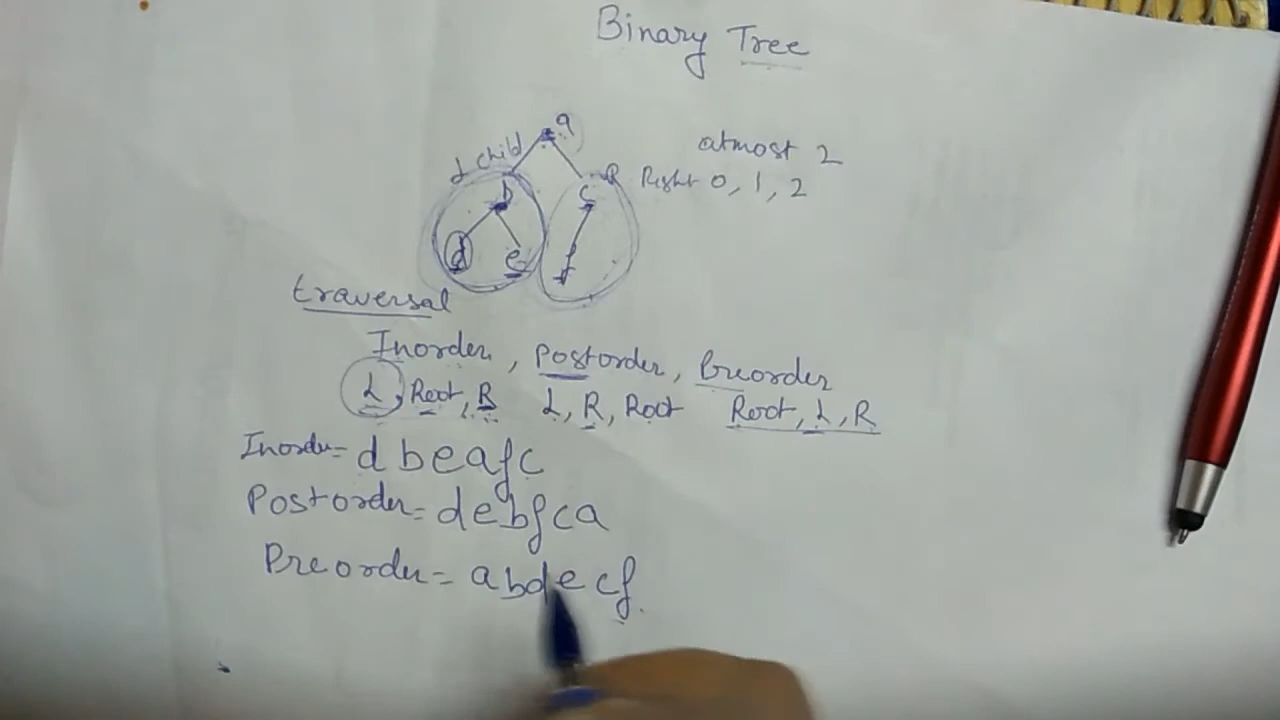 Binary Tree
a
L child
atmost 2
R Right 0, 1, 2
b c
d e f
traversal
Inorder, Postorder, Preorder
L, Root, R L, R, Root Root, L, R
Inorder = d b e a f c
Postorder = d e b f c a
Preorder = a b d e c f